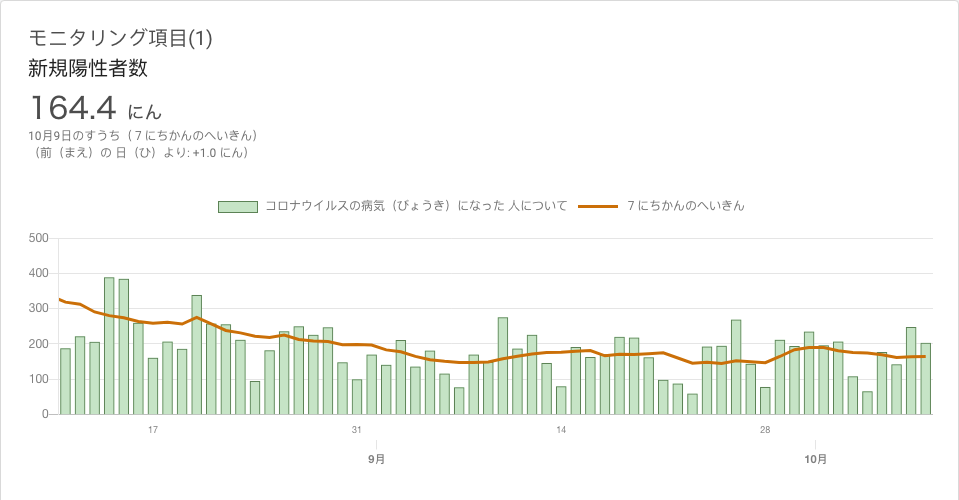 モニタリング項目(1)
新規陽性者数
164.4 にん
10月9日のすうち（７にちかんのへいきん）
（前（まえ）の 日（ひ）より: +1.0 にん）
コロナウイルスの病気（びょうき）になった 人について ７にちかんのへいきん
500
400
300
200
100
0
17 31 14 28
9月 10月